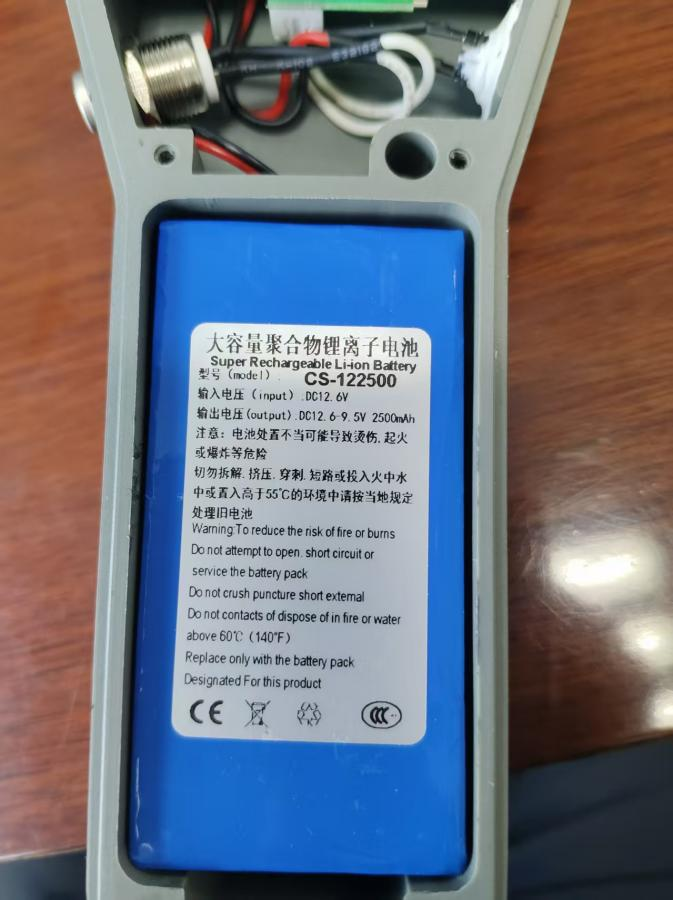 大容量聚合物锂离子电池
Super Rechargeable Li-ion Battery
型号(model). CS-122500
输入电压(input).DC12.6V
输出电压(output).DC12.6-9.5V 2500mAh
注意: 电池处置不当可能导致烫伤, 起火
或爆炸等危险
切勿拆解. 挤压. 穿刺. 短路或投入火中水
中或置入高于55℃的环境中请按当地规定
处理旧电池
Warning:To reduce the risk of fire or burns
Do not attempt to open. short circuit or
service the battery pack
Do not crush puncture short external
Do not contacts of dispose of in fire or water
above 60℃ (140℉)
Replace only with the battery pack
Designated For this product
CE
CCC